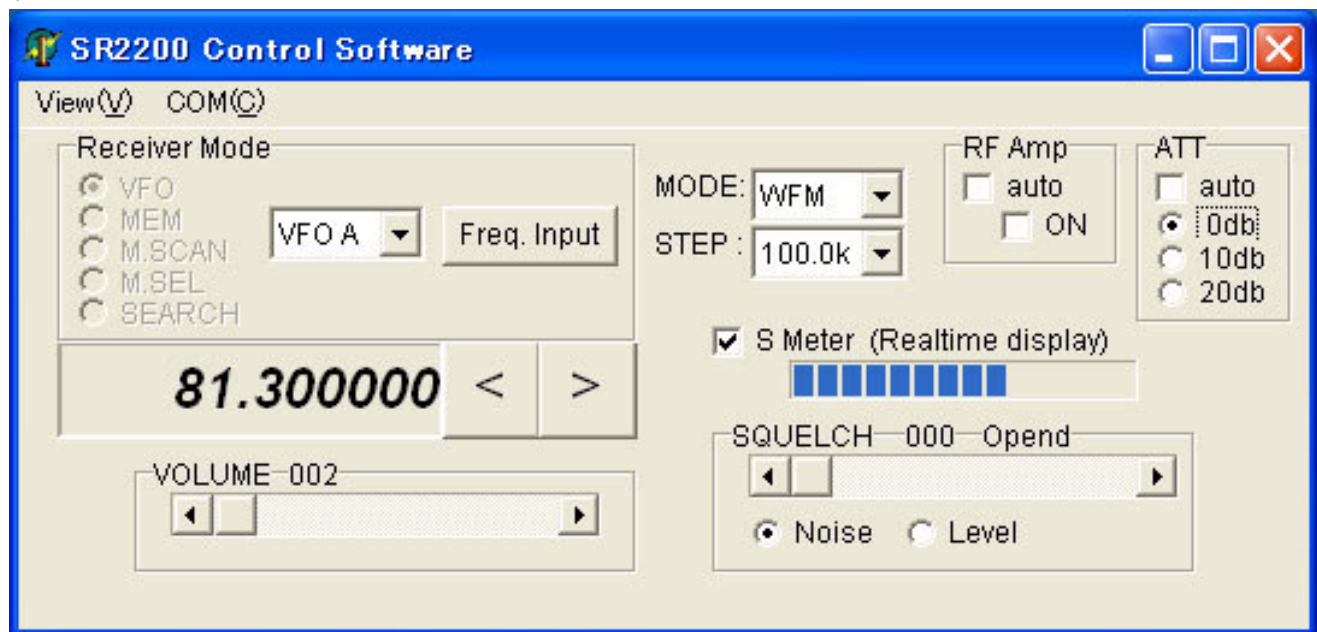 SR2200 Control Software
View(V) COM(C)
Receiver Mode
VFO
MEM
M.SCAN
M.SEL
SEARCH
VFO A
Freq. Input
MODE: WFM
STEP : 100.0k
RF Amp
auto
ON
ATT
auto
0db
10db
20db
81.300000 < >
S Meter (Realtime display)
VOLUME 002
SQUELCH 000 Opend
Noise Level